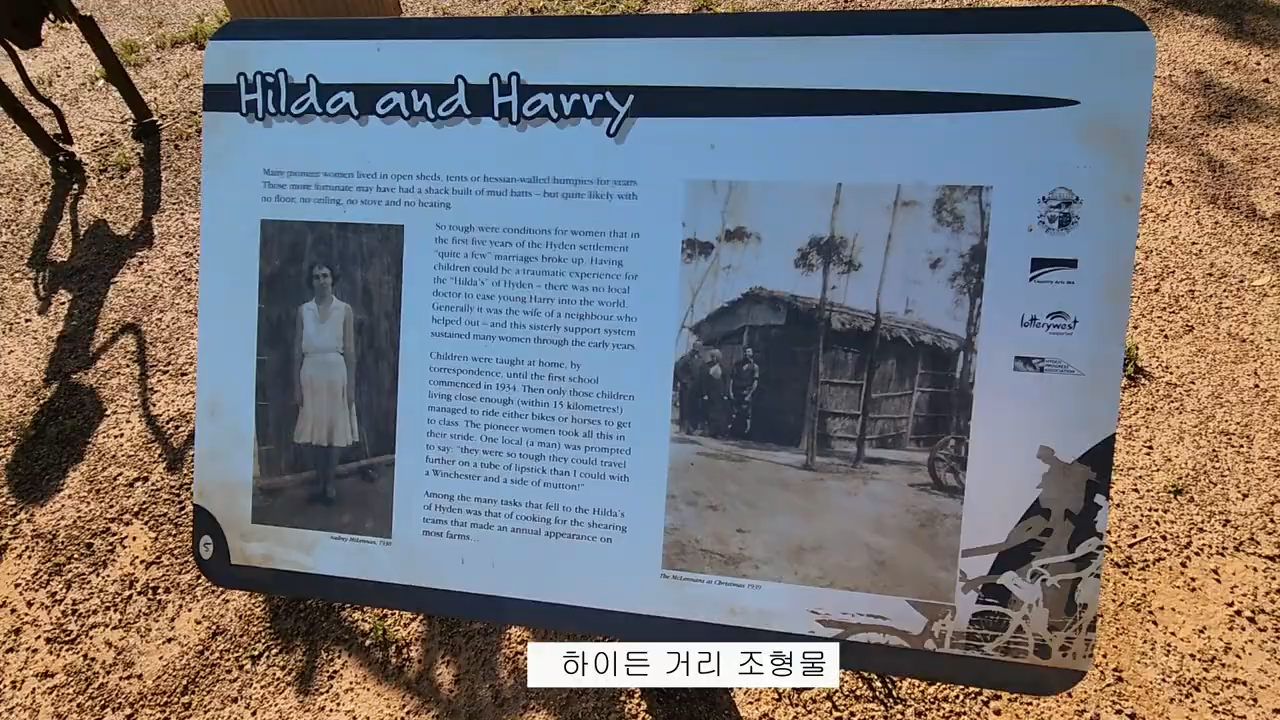 Hilda and Harry
Many pioneer women lived in open sheds, tents or hessian-walled humpies for years.
Those more fortunate may have had a shack built of mud batts – but quite likely with
no floor, no ceiling, no stove and no heating.
So tough were conditions for women that in
the first five years of the Hyden settlement
"quite a few" marriages broke up. Having
children could be a traumatic experience for
the "Hilda's" of Hyden – there was no local
doctor to ease young Harry into the world.
Generally it was the wife of a neighbour who
helped out – and this sisterly support system
sustained many women through the early years.
Children were taught at home, by
correspondence, until the first school
commenced in 1934. Then only those children
living close enough (within 15 kilometres!)
managed to ride either bikes or horses to get
to class. The pioneer women took all this in
their stride. One local (a man) was prompted
to say: "they were so tough they could travel
further on a tube of lipstick than I could with
a Winchester and a side of mutton!"
Among the many tasks that fell to the Hilda's
of Hyden was that of cooking for the shearing
teams that made an annual appearance on
most farms...
Audrey McLennan,
The McLennans at Christmas 1939
Country Arts WA
lotterywest
supported
HYDEN
PROGRESS
ASSOCIATION
5
하이든 거리 조형물